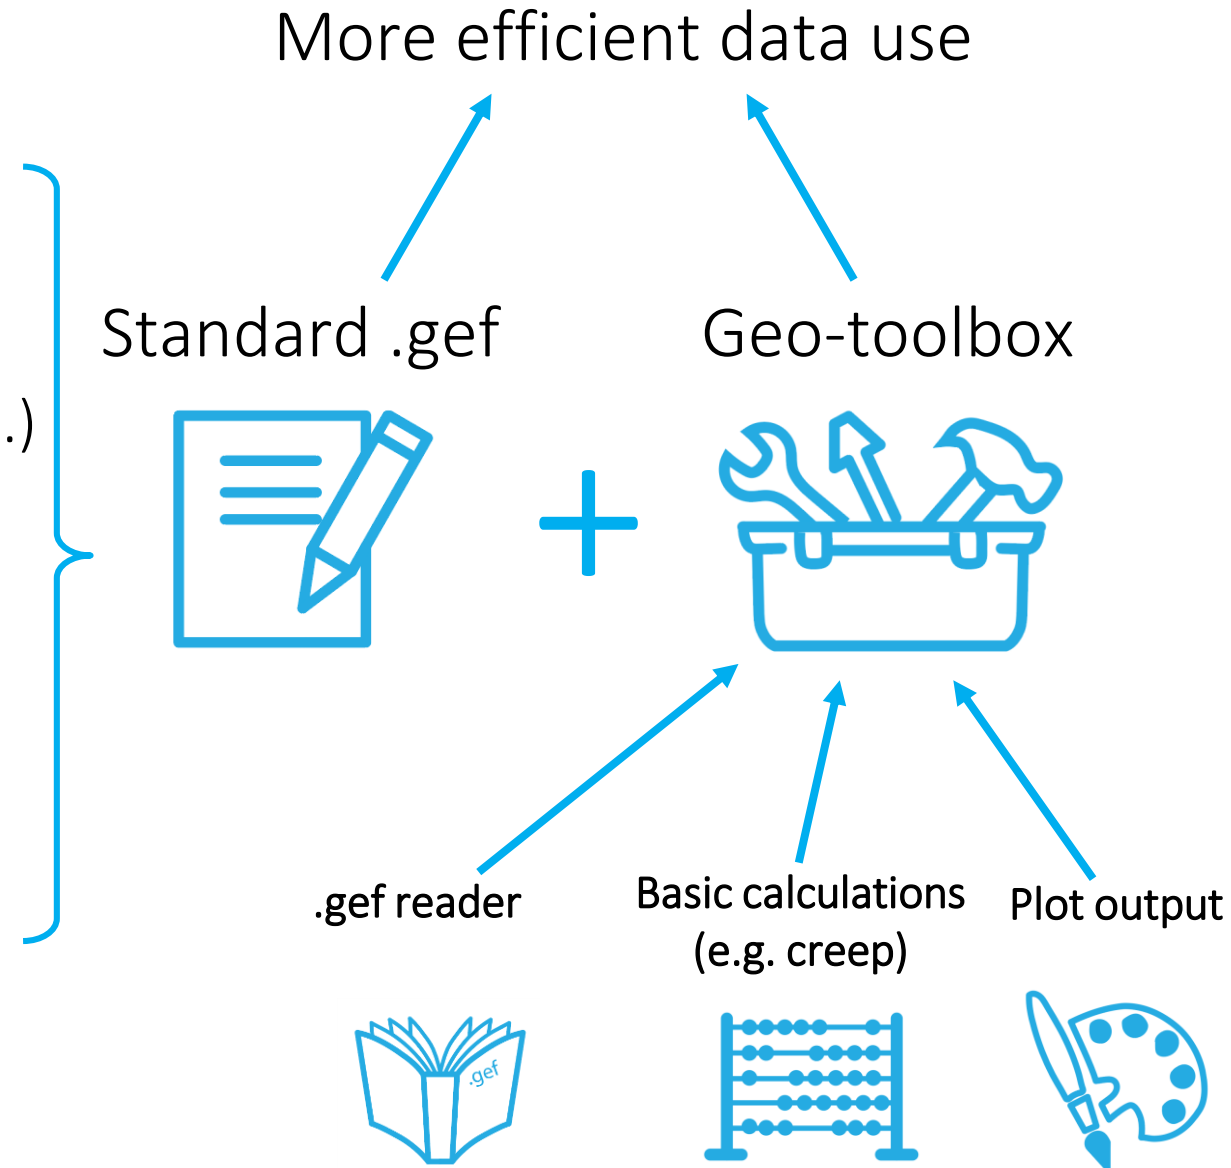 More efficient data use
Standard .gef
Geo-toolbox
.)
.gef reader
Basic calculations
(e.g. creep)
Plot output
.gef